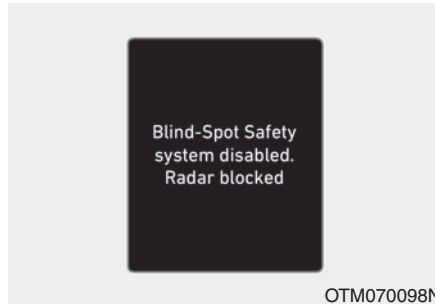 Blind-Spot Safety
system disabled.
Radar blocked
OTM070098N